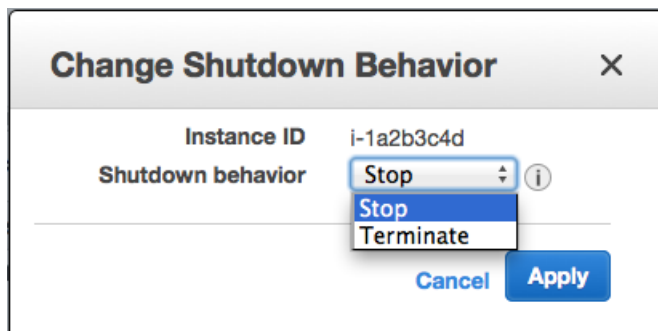 Change Shutdown Behavior
Instance ID i-1a2b3c4d
Shutdown behavior Stop i
Stop
Terminate
Cancel Apply